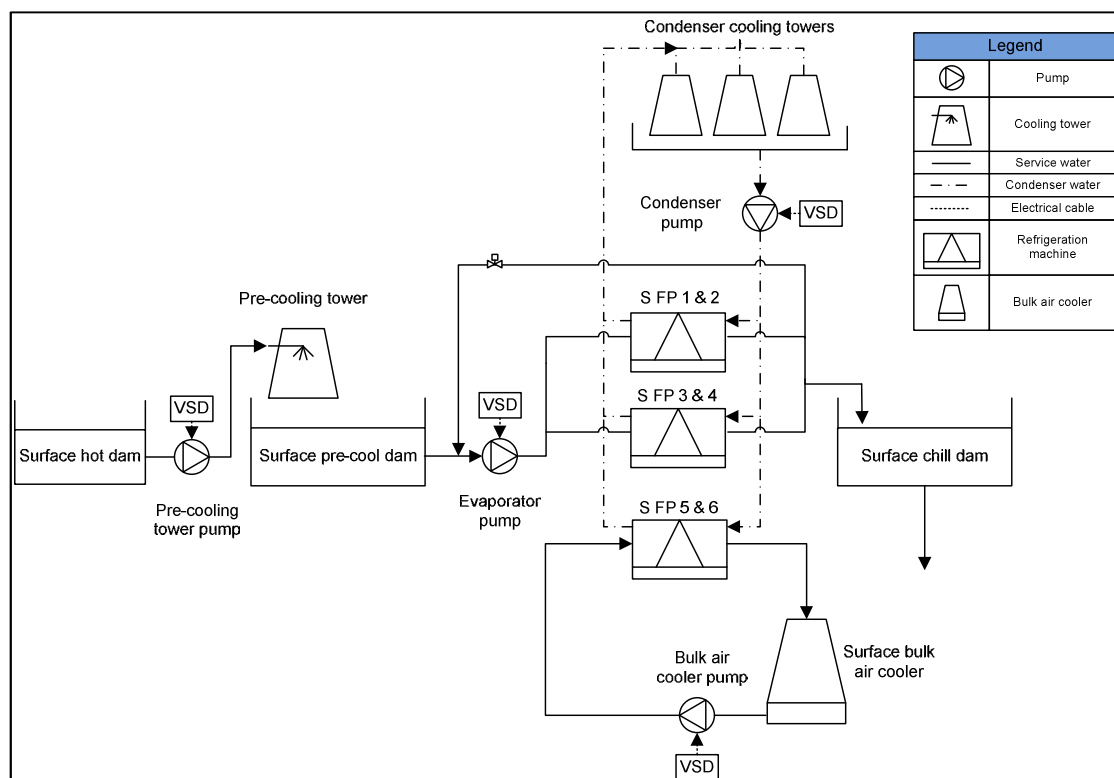 Condenser cooling towers
Legend
Pump
Cooling tower
Service water
Condenser water
Electrical cable
Refrigeration
machine
Bulk air cooler
Condenser
pump
VSD
Pre-cooling tower
S FP 1 & 2
VSD
VSD
S FP 3 & 4
Surface hot dam
Surface pre-cool dam
Surface chill dam
Pre-cooling
tower pump
Evaporator
pump
S FP 5 & 6
Bulk air
cooler pump
Surface bulk
air cooler
VSD